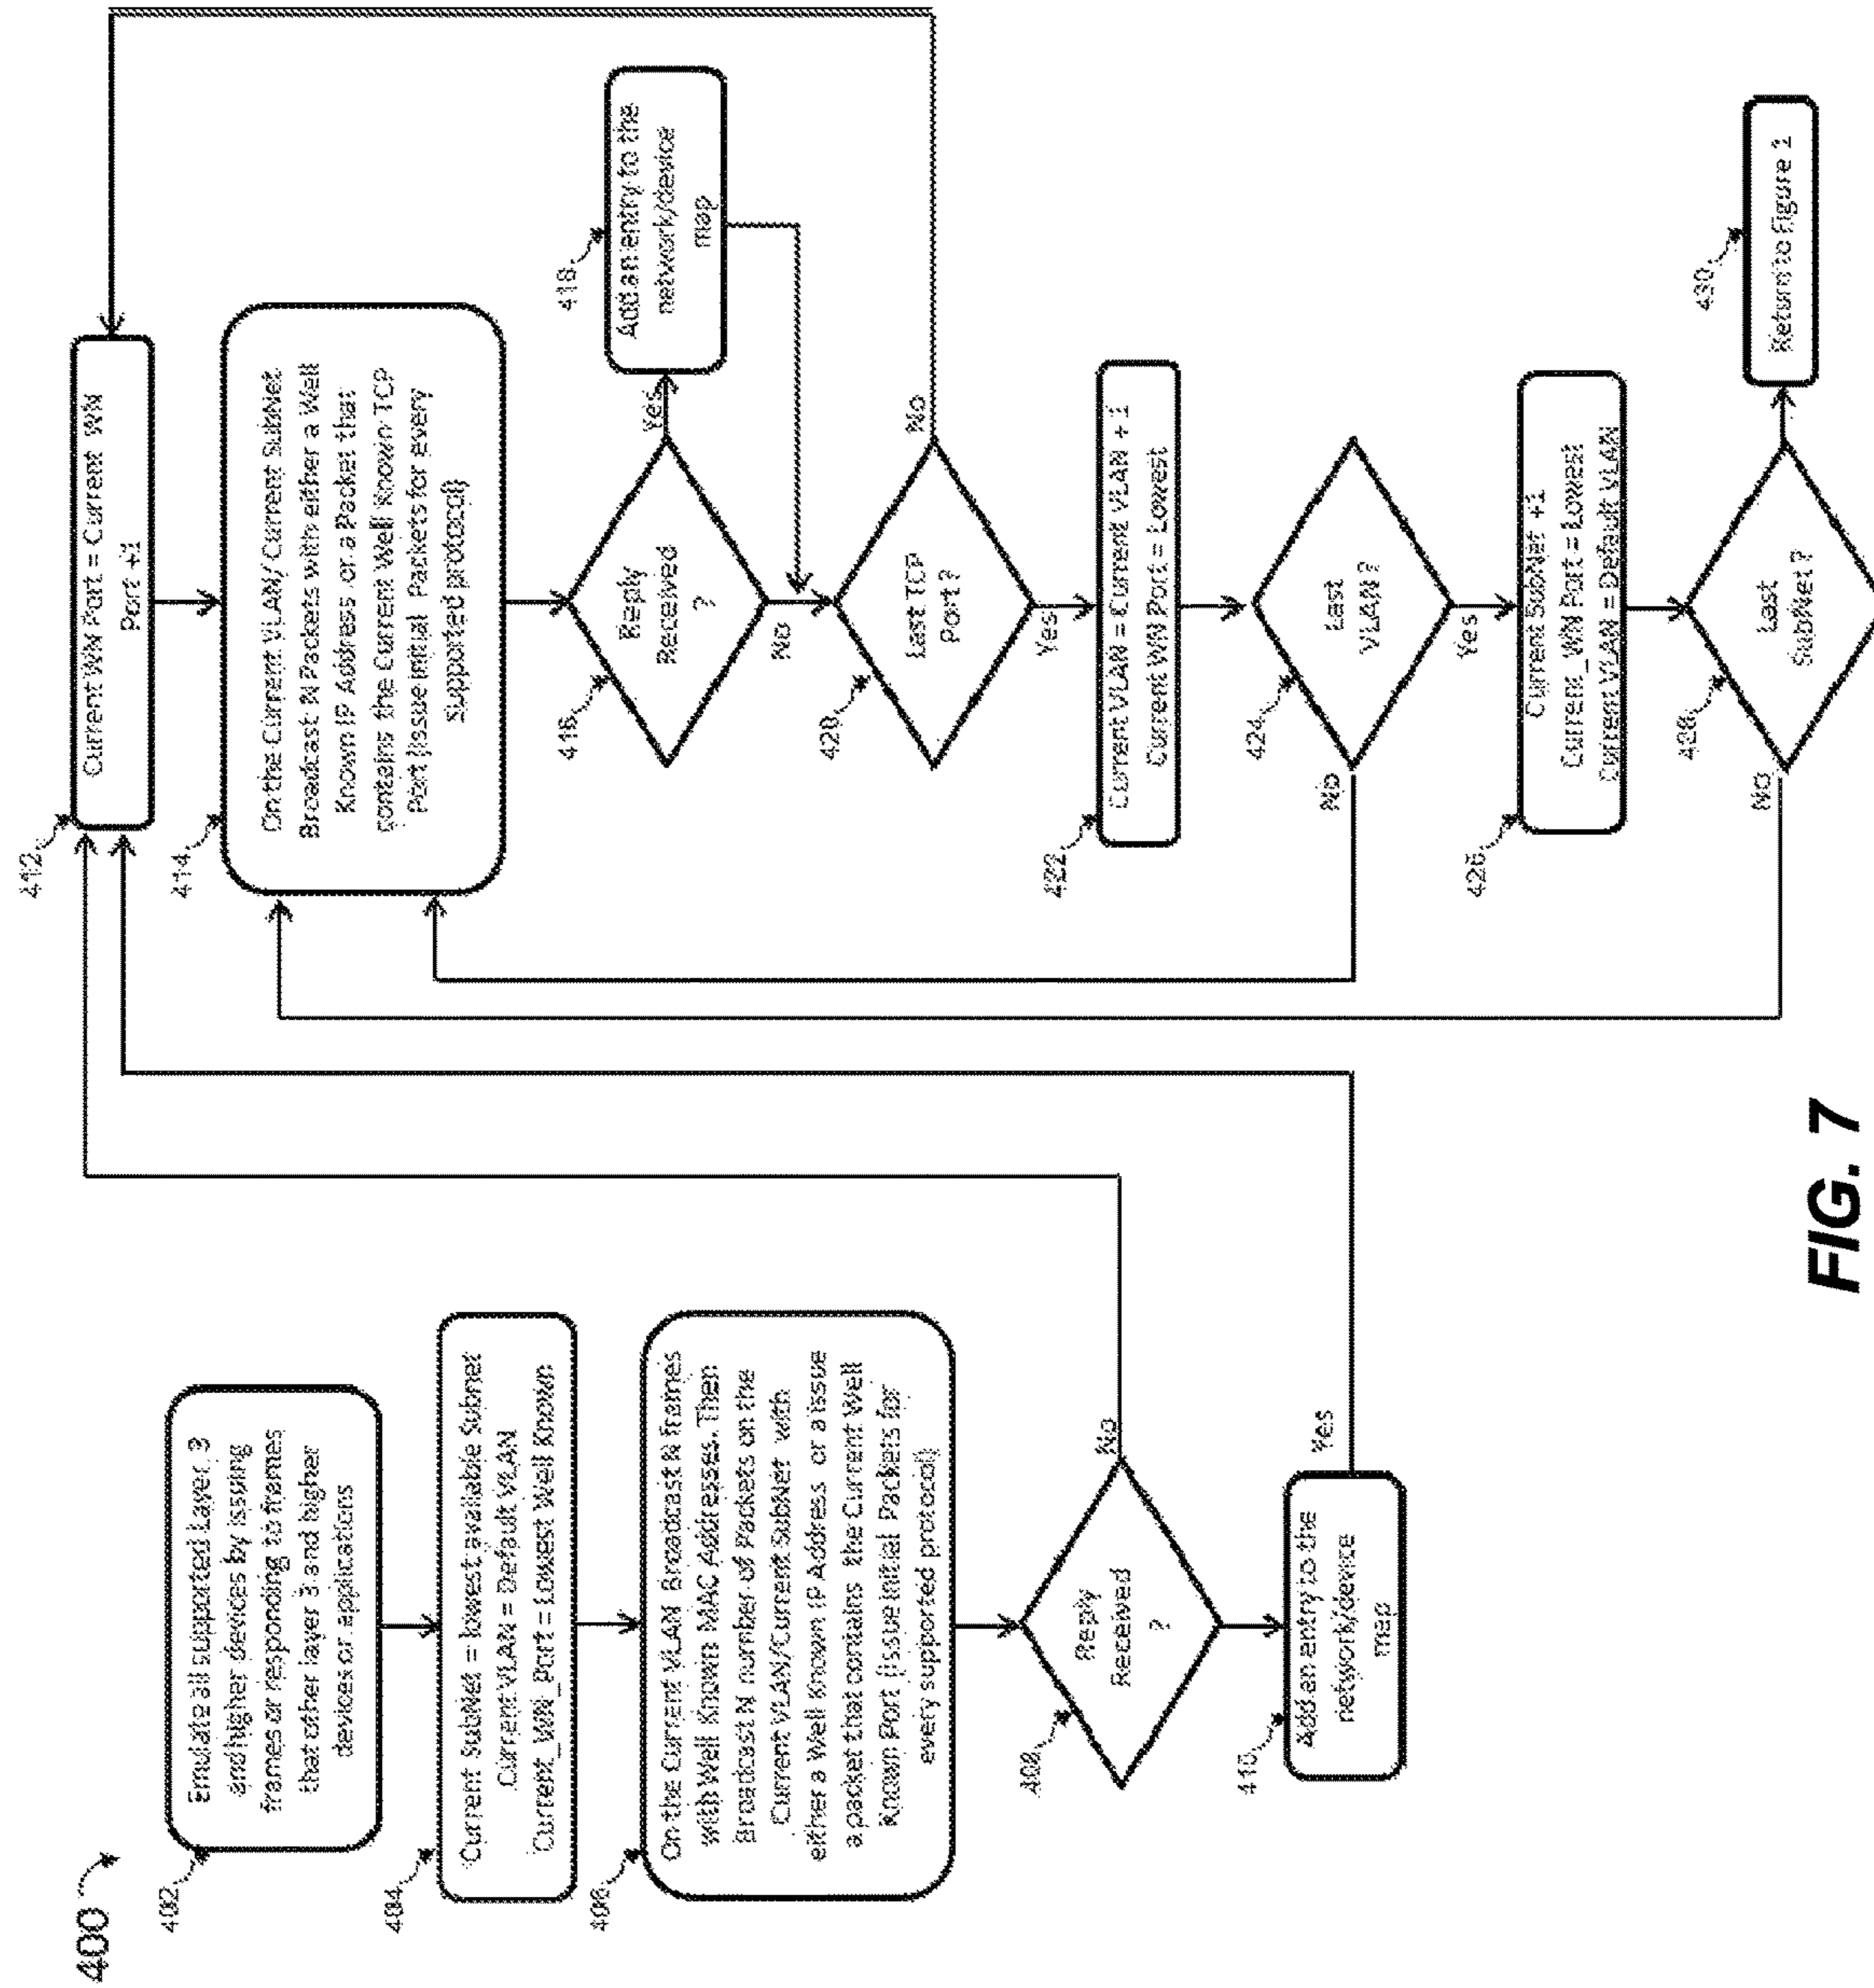 400
402
Emulate all supported Layer 3
and higher devices by issuing
frames or responding to frames
that other layer 3 and higher
devices or applications
404
Current SubNet = lowest available Subnet
Current VLAN = Default VLAN
Current_WN_Port = Lowest Well Known
406
On the Current VLAN Broadcast N frames
with Well Known MAC Addresses. Then
Broadcast N number of Packets on the
Current VLAN/Current SubNet with
either a Well Known IP Address or a issue
a packet that contains the Current Well
Known Port (issue initial Packets for
every supported protocol)
408
Reply
Received
?
No
Yes
410
Add an entry to the
network/device
map
412
Current WN Port = Current WN
Port +1
414
On the Current VLAN/Current SubNet
Broadcast N Packets with either a Well
Known IP Address or a Packet that
contains the Current Well Known TCP
Port (issue initial Packets for every
supported protocol)
416
Reply
Received
?
Yes
No
418
Add an entry to the
network/device
map
420
Last TCP
Port ?
No
Yes
422
Current VLAN = Current VLAN + 1
Current WN Port = Lowest
424
Last
VLAN ?
No
Yes
426
Current SubNet +1
Current_WN Port = Lowest
Current VLAN = Default VLAN
428
Last
SubNet ?
No
430
Return to Figure 1
FIG. 7